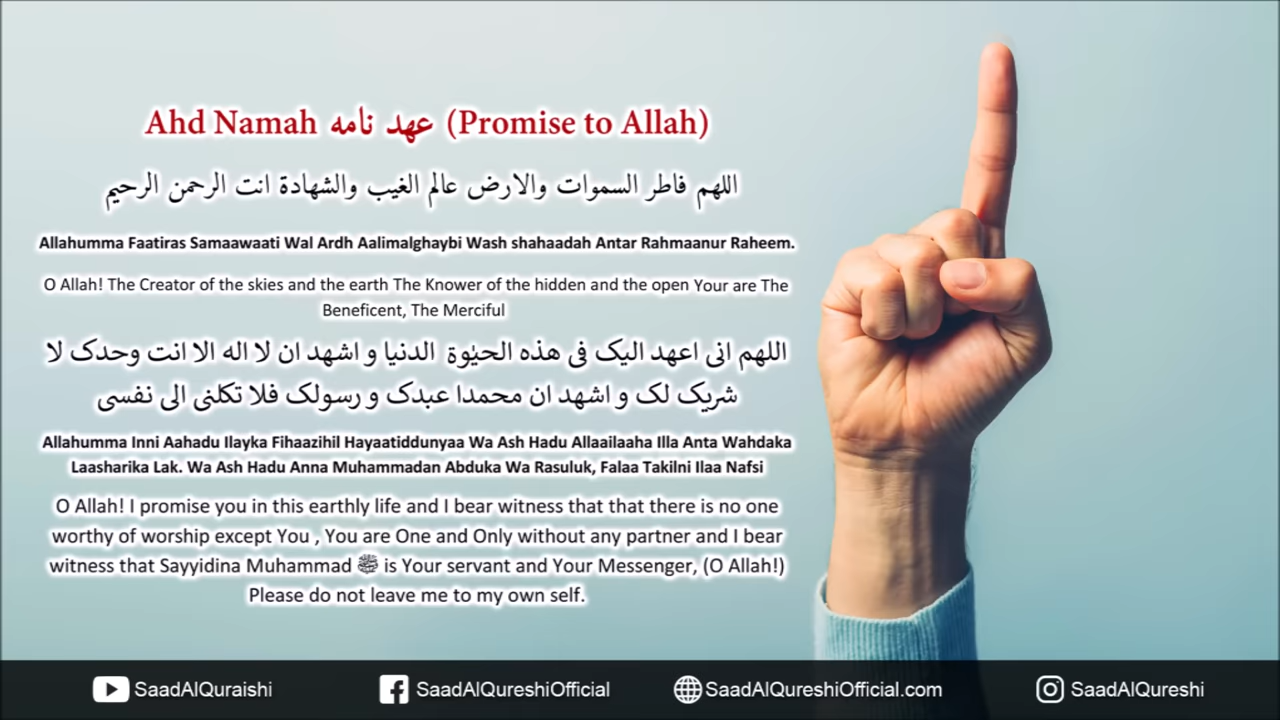 Ahd Namah عهد نامه (Promise to Allah)
اللهم فاطر السموات والارض عالم الغيب والشهادة انت الرحمن الرحيم
Allahumma Faatiras Samaawaati Wal Ardh Aalimalghaybi Wash shahaadah Antar Rahmaanur Raheem.
O Allah! The Creator of the skies and the earth The Knower of the hidden and the open Your are The
Beneficent, The Merciful
اللهم انی اعهد الیک فی هذه الحیٰوة الدنیا و اشهد ان لا اله الا انت وحدک لا
شریک لک و اشهد ان محمدا عبدک و رسولک فلا تکلنی الی نفسی
Allahumma Inni Aahadu Ilayka Fihaazihil Hayaatiddunyaa Wa Ash Hadu Allaailaaha Illa Anta Wahdaka
Laasharika Lak. Wa Ash Hadu Anna Muhammadan Abduka Wa Rasuluk, Falaa Takilni Ilaa Nafsi
O Allah! I promise you in this earthly life and I bear witness that that there is no one
worthy of worship except You , You are One and Only without any partner and I bear
witness that Sayyidina Muhammad ﷺ is Your servant and Your Messenger, (O Allah!)
Please do not leave me to my own self.
SaadAlQuraishi SaadAlQureshiOfficial SaadAlQureshiOfficial.com SaadAlQureshi